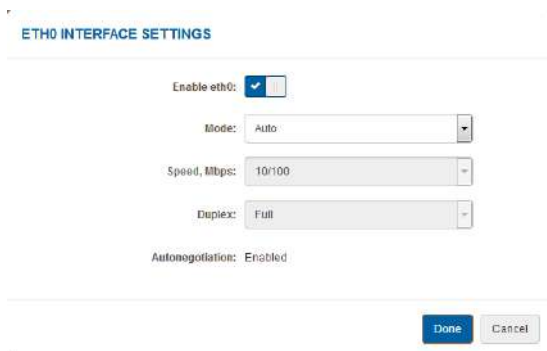 ETH0 INTERFACE SETTINGS
Enable eth0:
Mode: Auto
Speed, Mbps: 10/100
Duplex: Full
Autonegotiation: Enabled
Done Cancel